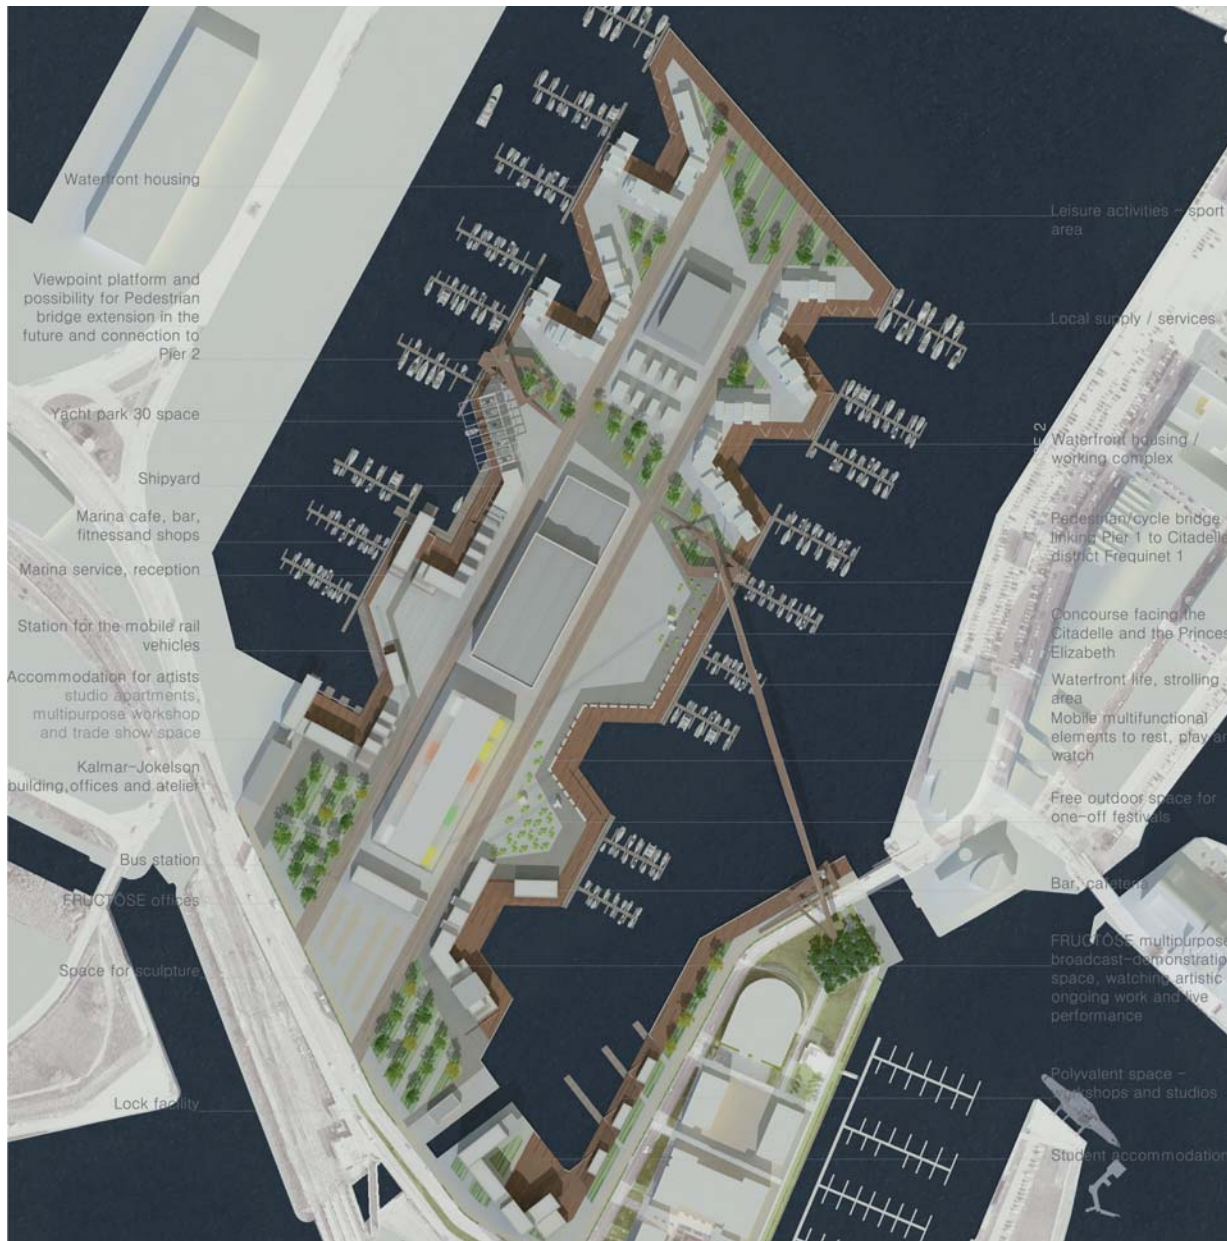 Waterfront housing
Viewpoint platform and
possibility for Pedestrian
bridge extension in the
future and connection to
Pier 2
Yacht park 30 space
Shipyard
Marina cafe, bar,
fitnessand shops
Marina service, reception
Station for the mobile rail
vehicles
Accommodation for artists
studio apartments,
multipurpose workshop
and trade show space
Kalmar-Jokelson
building,offices and atelier
Bus station
FRUCTOSE offices
Space for sculpture
Lock facility
Leisure activities - sport
area
Local supply / services
Waterfront housing /
working complex
Pedestrian/cycle bridge
linking Pier 1 to Citadelle
district Frequinet 1
Concourse facing the
Citadelle and the Princes
Elizabeth
Waterfront life, strolling
area
Mobile multifunctional
elements to rest, play an
watch
Free outdoor space for
one-off festivals
Bar, cafeteria
FRUCTOSE multipurpose
broadcast-demonstratio
space, watching artistic
ongoing work and live
performance
Polyvalent space -
workshops and studios
Student accommodation